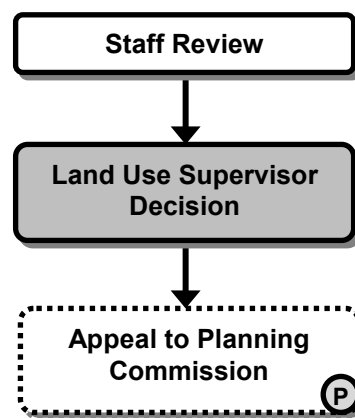 Staff Review
Land Use Supervisor
Decision
Appeal to Planning
Commission
P